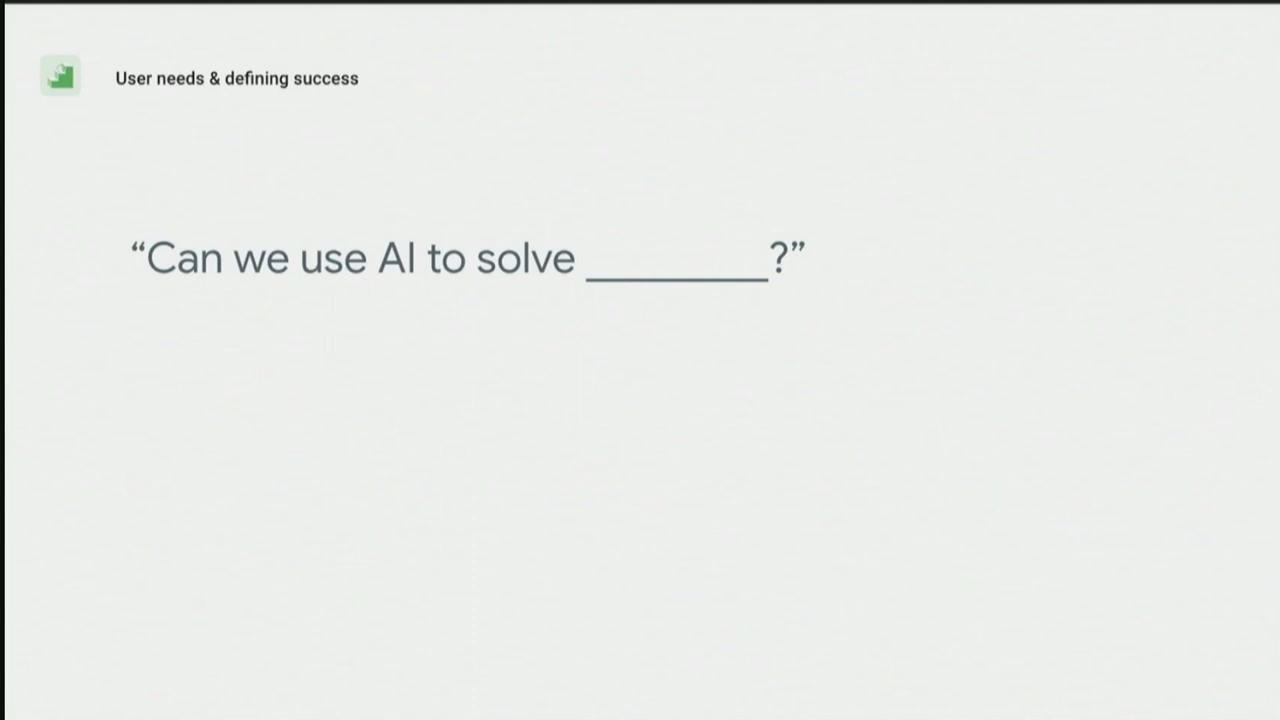 User needs & defining success
“Can we use AI to solve _________?”